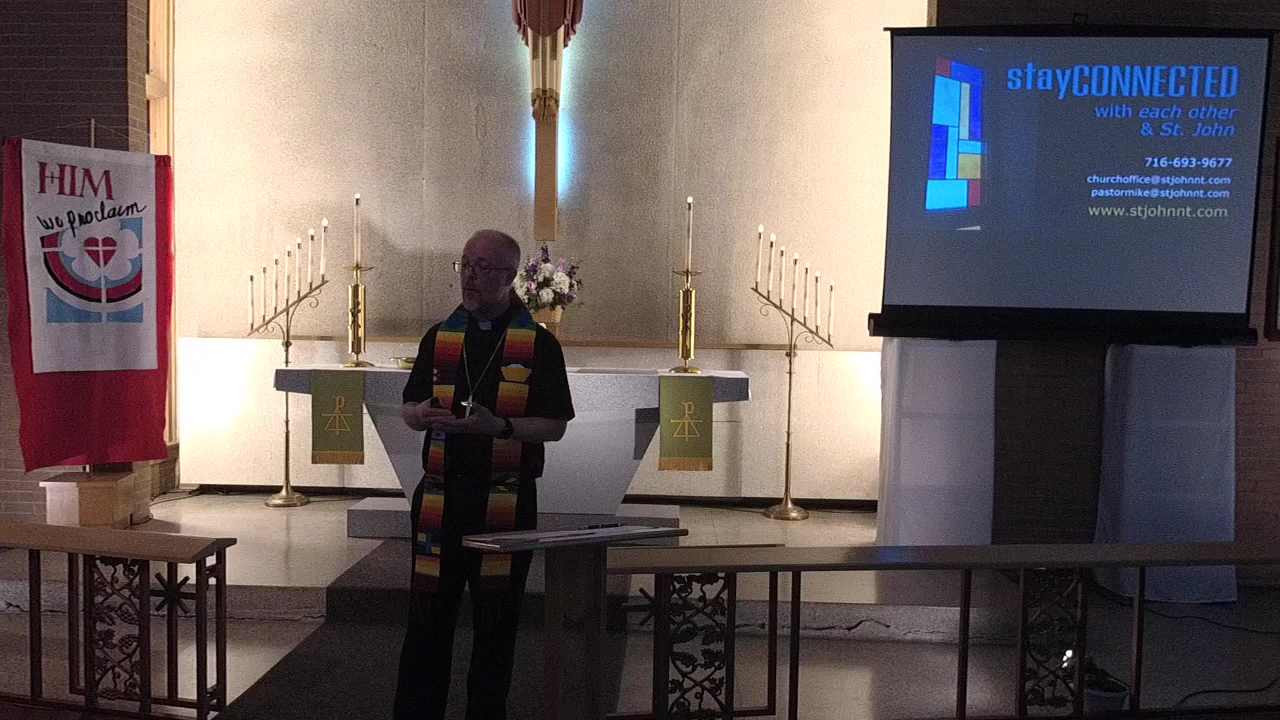 HIM
we proclaim
stayCONNECTED
with each other
& St. John
716-693-9677
churchoffice@stjohnnt.com
pastormike@stjohnnt.com
www.stjohnnt.com